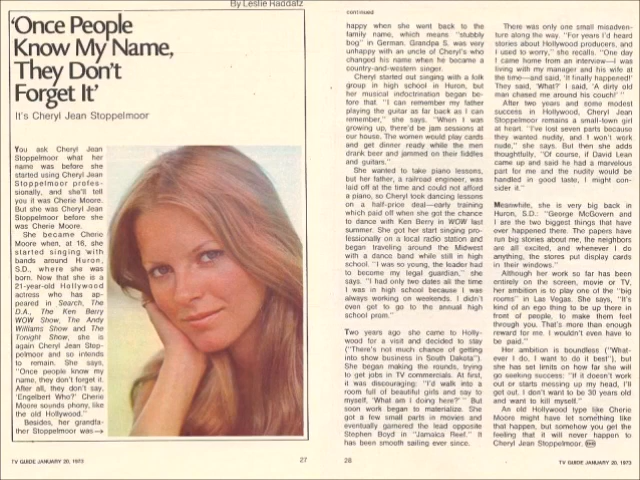 By Leslie Raddatz
'Once People
Know My Name,
They Don't
Forget It'
It's Cheryl Jean Stoppelmoor
You ask Cheryl Jean
Stoppelmoor what her
name was before she
started using Cheryl Jean
Stoppelmoor profes-
sionally, and she'll tell
you it was Cherie Moore.
But she was Cheryl Jean
Stoppelmoor before she
was Cherie Moore.
She became Cherie
Moore when, at 16, she
started singing with
bands around Huron,
S.D., where she was
born. Now that she is a
21-year-old Hollywood
actress who has ap-
peared in Search, The
D.A., The Ken Berry
WOW Show, The Andy
Williams Show and The
Tonight Show, she is
again Cheryl Jean Stop-
pelmoor and so intends
to remain. She says,
"Once people know my
name, they don't forget it.
After all, they don't say,
'Engelbert Who?' Cherie
Moore sounds phony, like
the old Hollywood."
Besides, her grandfa-
ther Stoppelmoor was→
TV GUIDE JANUARY 20, 1973
27
continued
happy when she went back to the
family name, which means "stubbly
bog" in German. Grandpa S. was very
unhappy with an uncle of Cheryl's who
changed his name when he became a
country-and-western singer.
Cheryl started out singing with a folk
group in high school in Huron, but
her musical indoctrination began be-
fore that. "I can remember my father
playing the guitar as far back as I can
remember," she says. "When I was
growing up, there'd be jam sessions at
our house. The women would play cards
and get dinner ready while the men
drank beer and jammed on their fiddles
and guitars."
She wanted to take piano lessons,
but her father, a railroad engineer, was
laid off at the time and could not afford
a piano, so Cheryl took dancing lessons
on a half-price deal—early training
which paid off when she got the chance
to dance with Ken Berry in WOW last
summer. She got her start singing pro-
fessionally on a local radio station and
began traveling around the Midwest
with a dance band while still in high
school. "I was so young, the leader had
to become my legal guardian," she
says. "I had only two dates all the time
I was in high school because I was
always working on weekends. I didn't
even got to go to the annual high
school prom."
Two years ago she came to Holly-
wood for a visit and decided to stay
("There's not much chance of getting
into show business in South Dakota").
She began making the rounds, trying
to get jobs in TV commercials. At first,
it was discouraging: "I'd walk into a
room full of beautiful girls and say to
myself, 'What am I doing here?' " But
soon work began to materialize. She
got a few small parts in movies and
eventually garnered the lead opposite
Stephen Boyd in "Jamaica Reef." It
has been smooth sailing ever since.
28
There was only one small misadven-
ture along the way. "For years I'd heard
stories about Hollywood producers, and
I used to worry," she recalls. "One day
I came home from an interview—I was
living with my manager and his wife at
the time—and said, 'It finally happened!'
They said, 'What?' I said, 'A dirty old
man chased me around his couch!' "
After two years and some modest
success in Hollywood, Cheryl Jean
Stoppelmoor remains a small-town girl
at heart. "I've lost seven parts because
they wanted nudity, and I won't work
nude," she says. But then she adds
thoughtfully, "Of course, if David Lean
came up and said he had a marvelous
part for me and the nudity would be
handled in good taste, I might con-
sider it."
Meanwhile, she is very big back in
Huron, S.D.: "George McGovern and
I are the two biggest things that have
ever happened there. The papers have
run big stories about me, the neighbors
are all excited, and whenever I do
anything, the stores put display cards
in their windows."
Although her work so far has been
entirely on the screen, movie or TV,
her ambition is to play one of the "big
rooms" in Las Vegas. She says, "It's
kind of an ego thing to be up there in
front of people, to make them feel
through you. That's more than enough
reward for me. I wouldn't even have to
be paid."
Her ambition is boundless ("What-
ever I do, I want to do it best"), but
she has set limits on how far she will
go seeking success: "If it doesn't work
out or starts messing up my head, I'll
get out. I don't want to be 30 years old
and want to kill myself."
An old Hollywood type like Cherie
Moore might have let something like
that happen, but somehow you get the
feeling that it will never happen to
Cheryl Jean Stoppelmoor.
TV GUIDE JANUARY 20, 1973